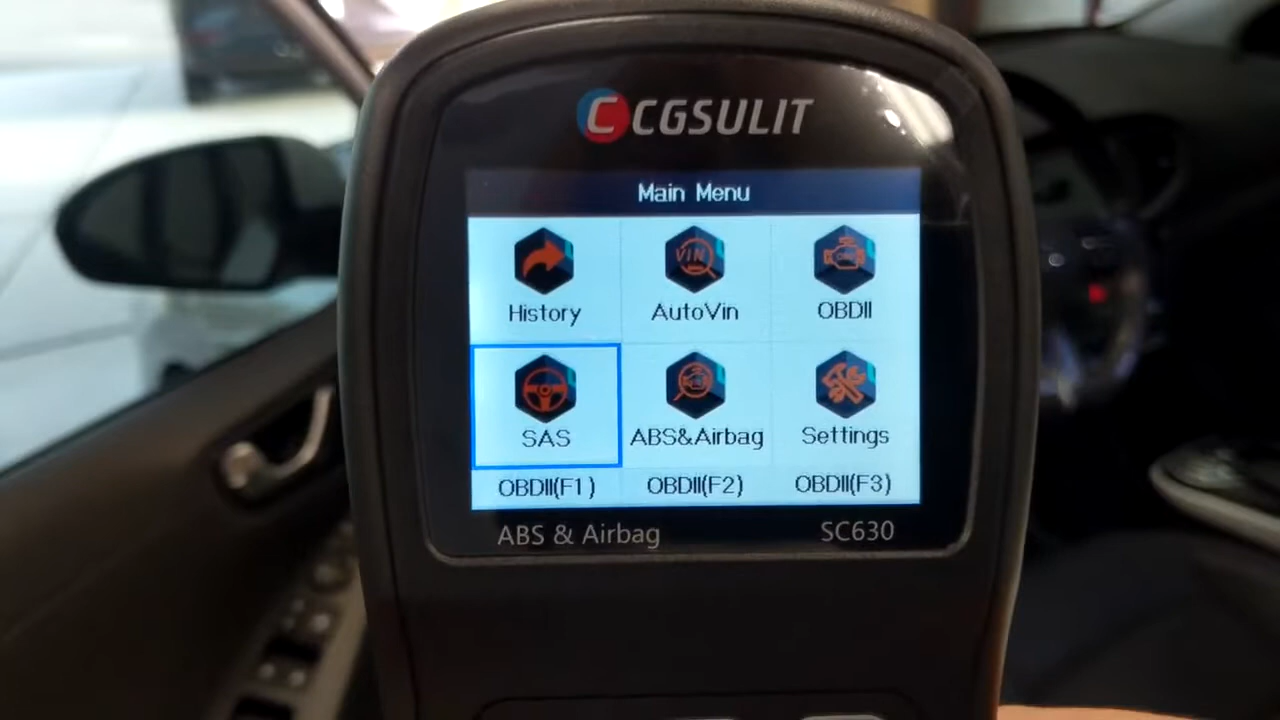 C CGSULIT
Main Menu
History AutoVin OBDII
SAS ABS&Airbag Settings
OBDII(F1) OBDII(F2) OBDII(F3)
ABS & Airbag SC630